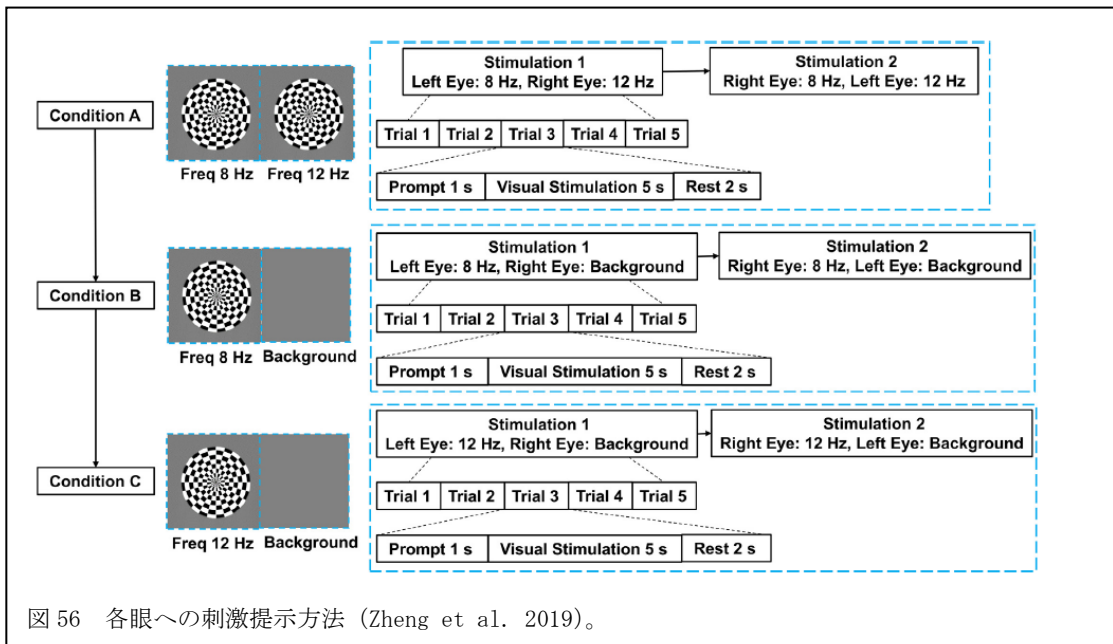 Condition A
Freq 8 Hz Freq 12 Hz
Stimulation 1
Left Eye: 8 Hz, Right Eye: 12 Hz
Stimulation 2
Right Eye: 8 Hz, Left Eye: 12 Hz
Trial 1 Trial 2 Trial 3 Trial 4 Trial 5
Prompt 1 s Visual Stimulation 5 s Rest 2 s
Condition B
Freq 8 Hz Background
Stimulation 1
Left Eye: 8 Hz, Right Eye: Background
Stimulation 2
Right Eye: 8 Hz, Left Eye: Background
Trial 1 Trial 2 Trial 3 Trial 4 Trial 5
Prompt 1 s Visual Stimulation 5 s Rest 2 s
Condition C
Freq 12 Hz Background
Stimulation 1
Left Eye: 12 Hz, Right Eye: Background
Stimulation 2
Right Eye: 12 Hz, Left Eye: Background
Trial 1 Trial 2 Trial 3 Trial 4 Trial 5
Prompt 1 s Visual Stimulation 5 s Rest 2 s
図 56 各眼への刺激提示方法 (Zheng et al. 2019)。